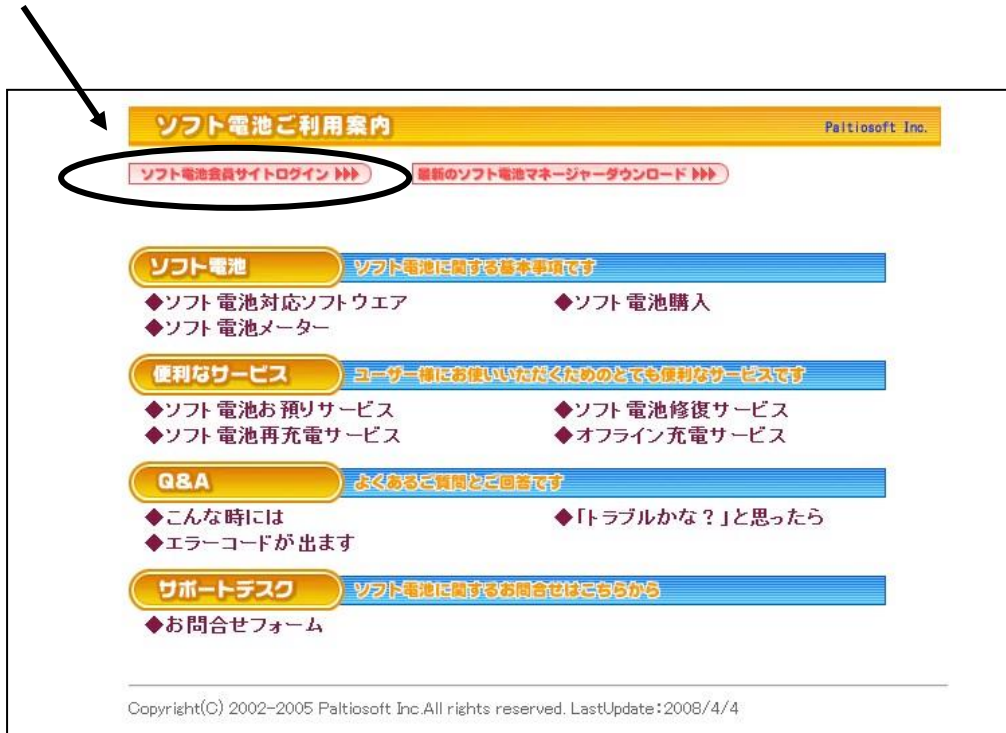 ソフト電池ご利用案内 Paltiosoft Inc.
ソフト電池会員サイトログイン 最新のソフト電池マネージャーダウンロード
ソフト電池 ソフト電池に関する基本事項です
◆ソフト電池対応ソフトウエア ◆ソフト電池購入
◆ソフト電池メーター
便利なサービス ユーザー様にお使いいただくためのとても便利なサービスです
◆ソフト電池お預りサービス ◆ソフト電池修復サービス
◆ソフト電池再充電サービス ◆オフライン充電サービス
Q&A よくあるご質問とご回答です
◆こんな時には ◆「トラブルかな？」と思ったら
◆エラーコードが出ます
サポートデスク ソフト電池に関するお問合せはこちらから
◆お問合せフォーム
Copyright(C) 2002-2005 Paltiosoft Inc.All rights reserved. LastUpdate:2008/4/4